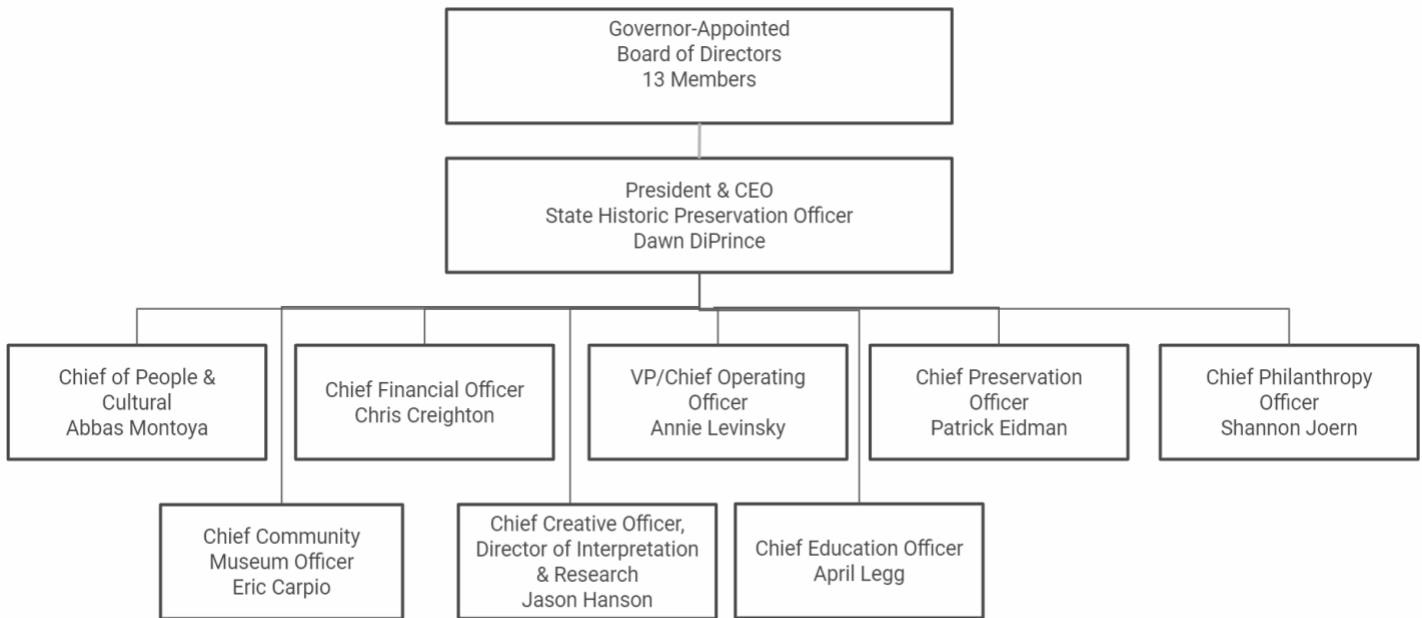 Governor-Appointed
Board of Directors
13 Members
President & CEO
State Historic Preservation Officer
Dawn DiPrince
Chief of People &
Cultural
Abbas Montoya
Chief Financial Officer
Chris Creighton
VP/Chief Operating
Officer
Annie Levinsky
Chief Preservation
Officer
Patrick Eidman
Chief Philanthropy
Officer
Shannon Joern
Chief Community
Museum Officer
Eric Carpio
Chief Creative Officer,
Director of Interpretation
& Research
Jason Hanson
Chief Education Officer
April Legg